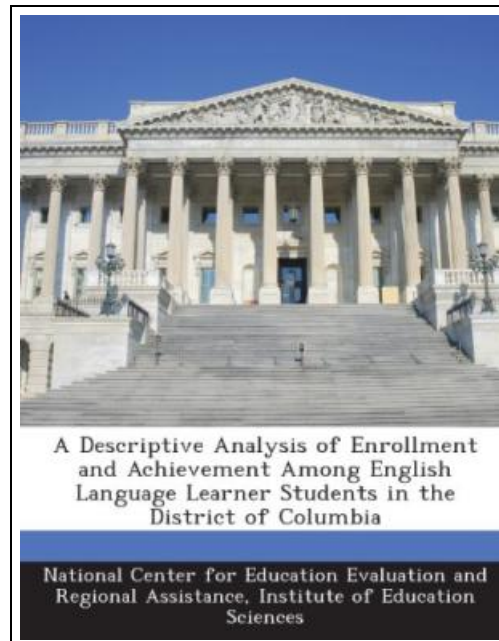 A Descriptive Analysis of Enrollment
and Achievement Among English
Language Learner Students in the
District of Columbia
National Center for Education Evaluation and
Regional Assistance, Institute of Education
Sciences